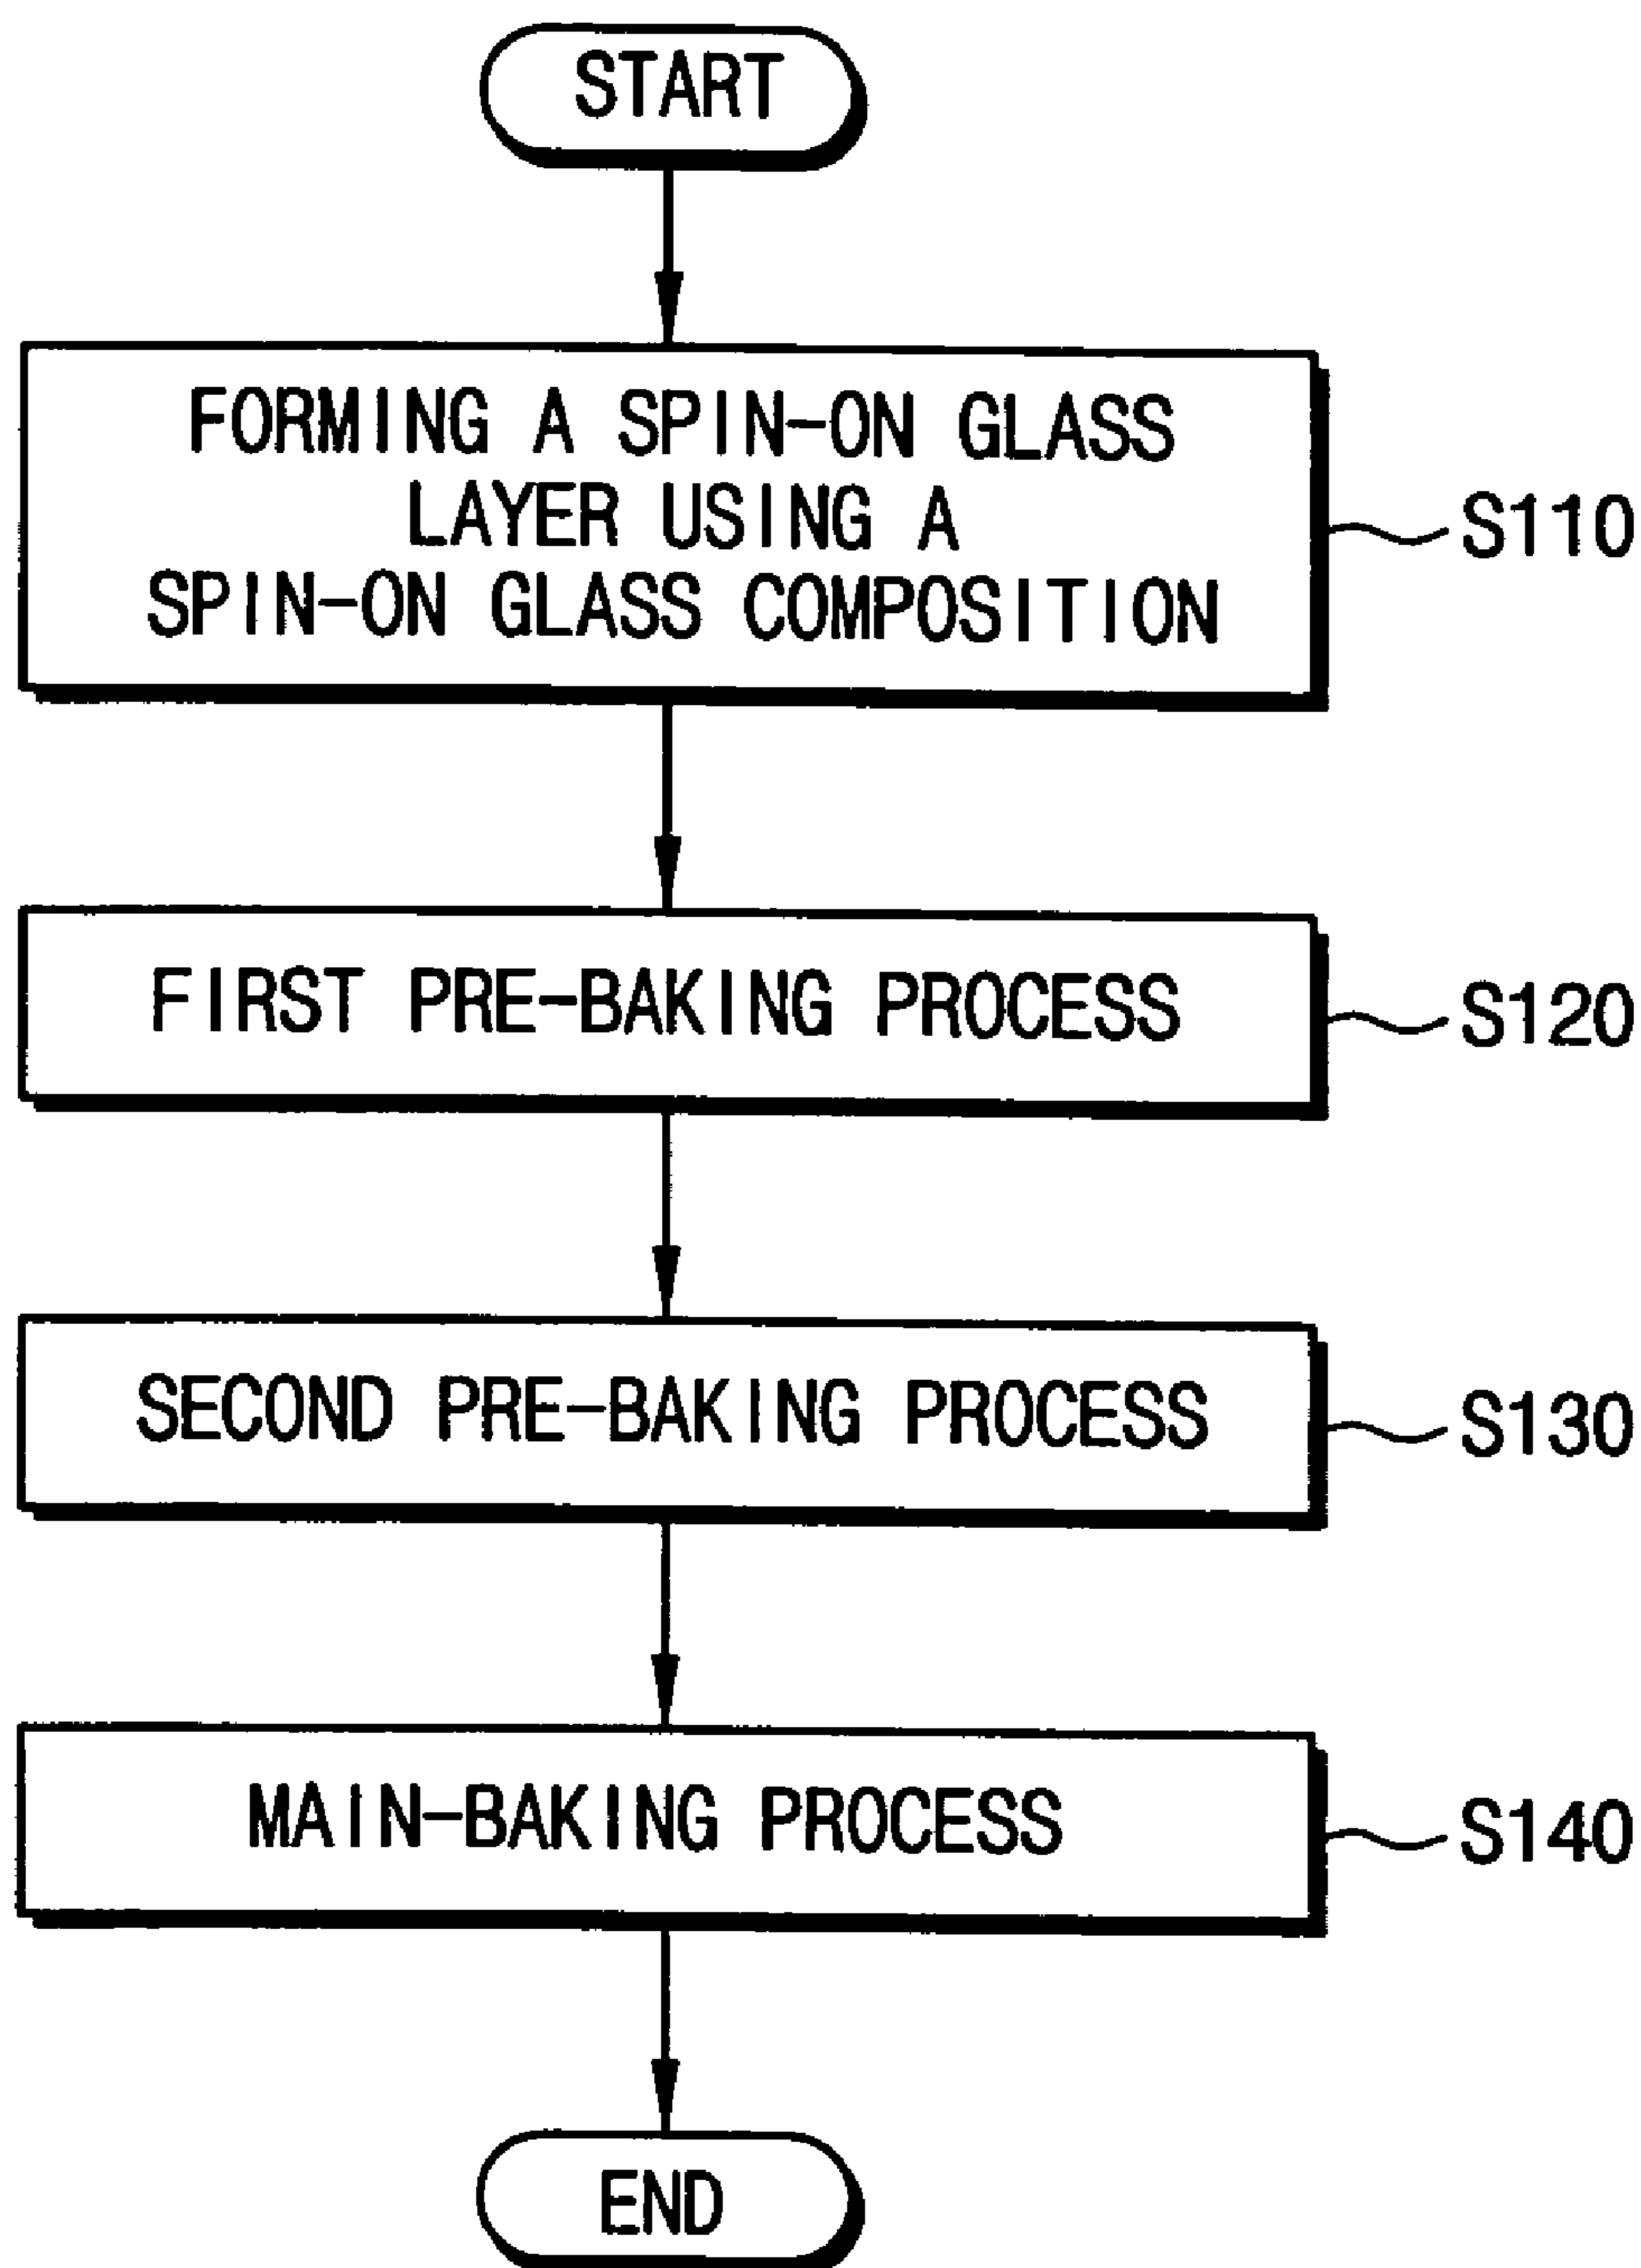 START
FORMING A SPIN-ON GLASS
LAYER USING A
SPIN-ON GLASS COMPOSITION
S110
FIRST PRE-BAKING PROCESS
S120
SECOND PRE-BAKING PROCESS
S130
MAIN-BAKING PROCESS
S140
END